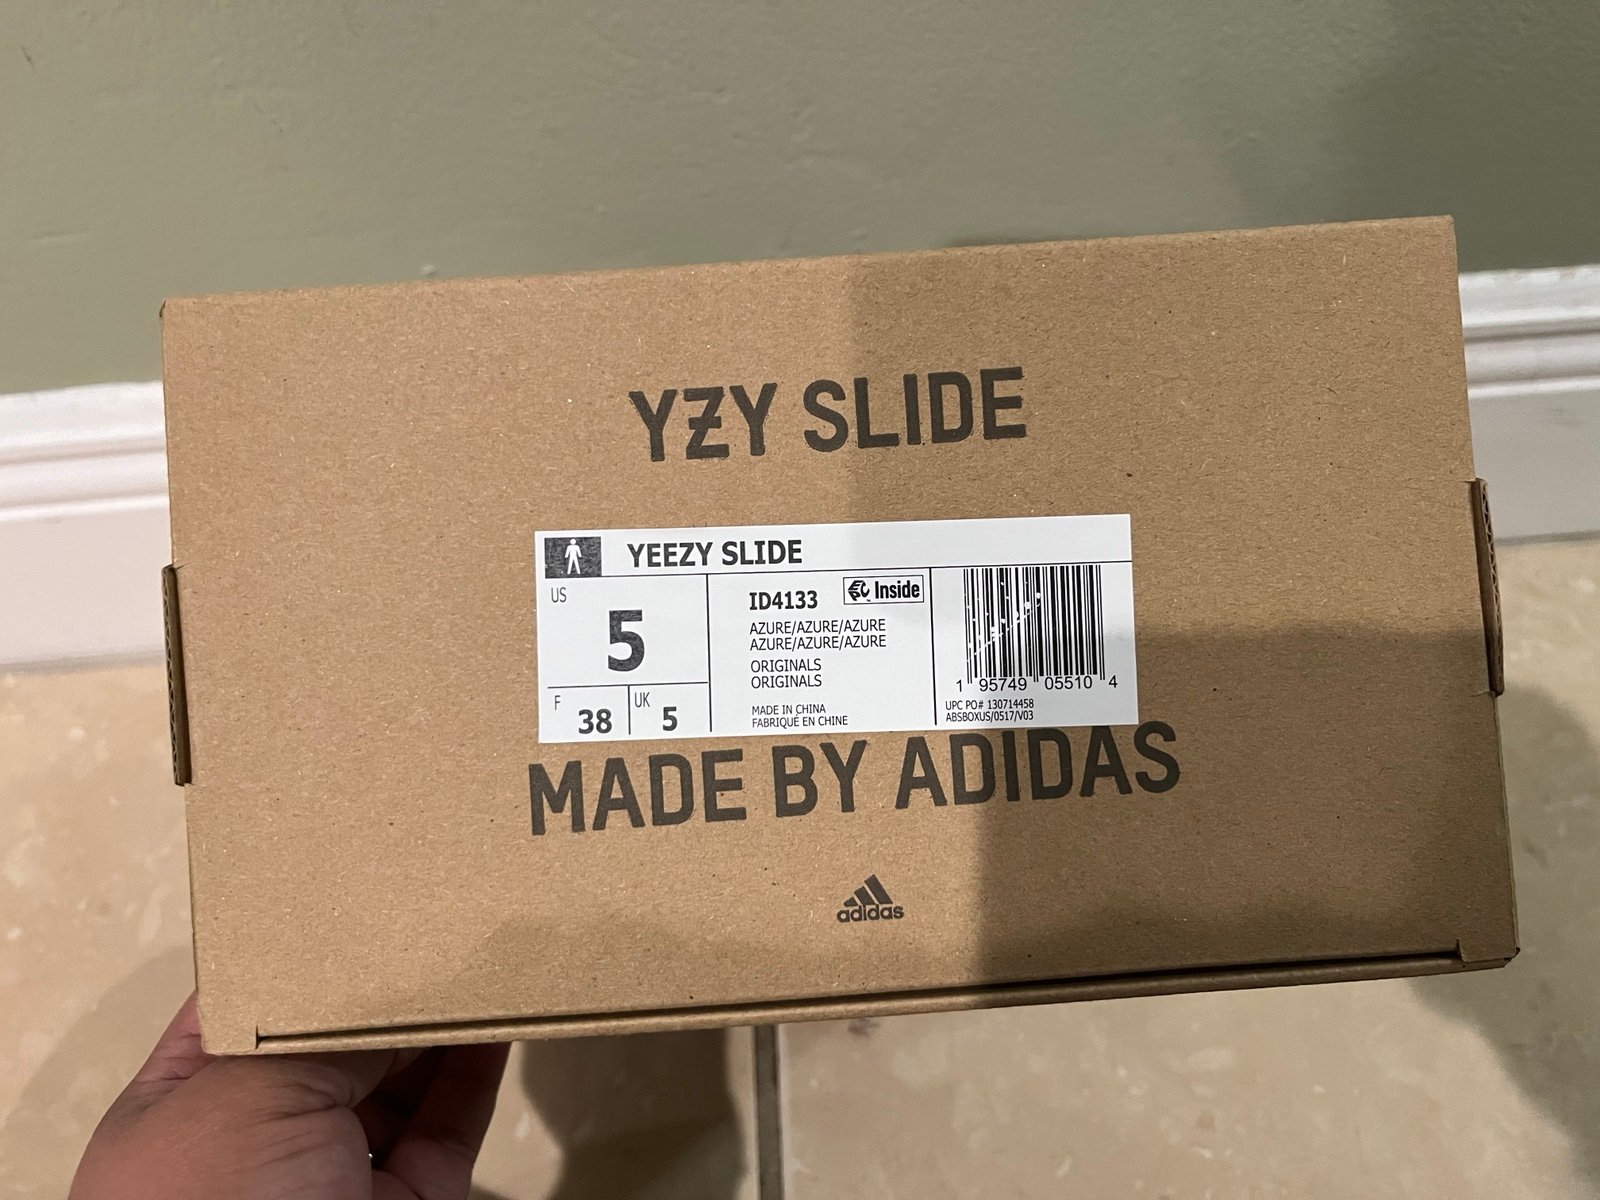 YZY SLIDE
YEEZY SLIDE
US
5
F
38
UK
5
ID4133
EC Inside
AZURE/AZURE/AZURE
AZURE/AZURE/AZURE
ORIGINALS
ORIGINALS
MADE IN CHINA
FABRIQUÉ EN CHINE
1 95749 05510 4
UPC PO# 130714458
ABSBOXUS/0517/V03
MADE BY ADIDAS
adidas